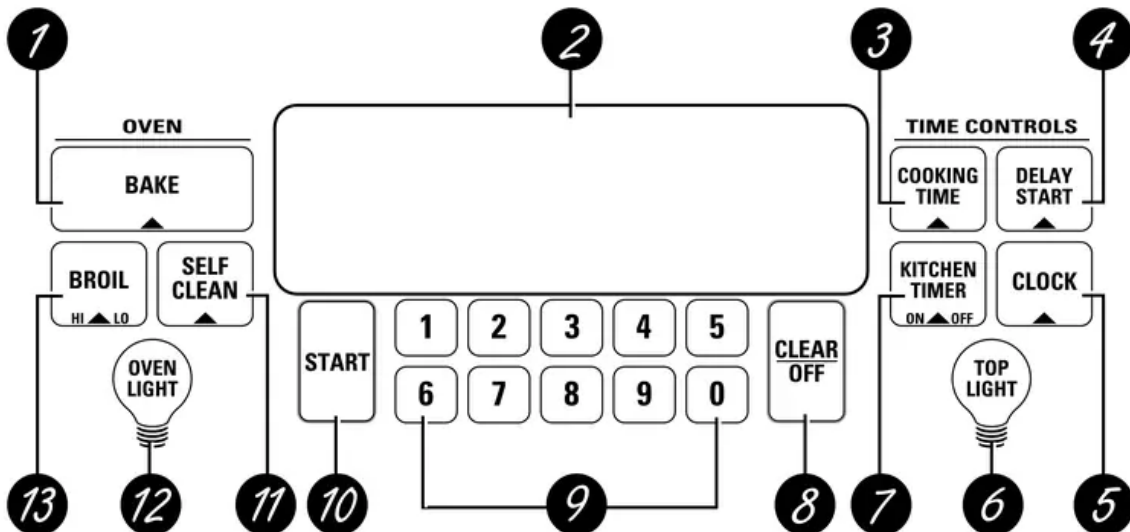 1
2
3
4
OVEN
TIME CONTROLS
BAKE
COOKING
TIME
DELAY
START
BROIL
HI LO
SELF
CLEAN
KITCHEN
TIMER
ON OFF
CLOCK
START
1 2 3 4 5
6 7 8 9 0
CLEAR
OFF
OVEN
LIGHT
TOP
LIGHT
13
12
11
10
9
8
7
6
5